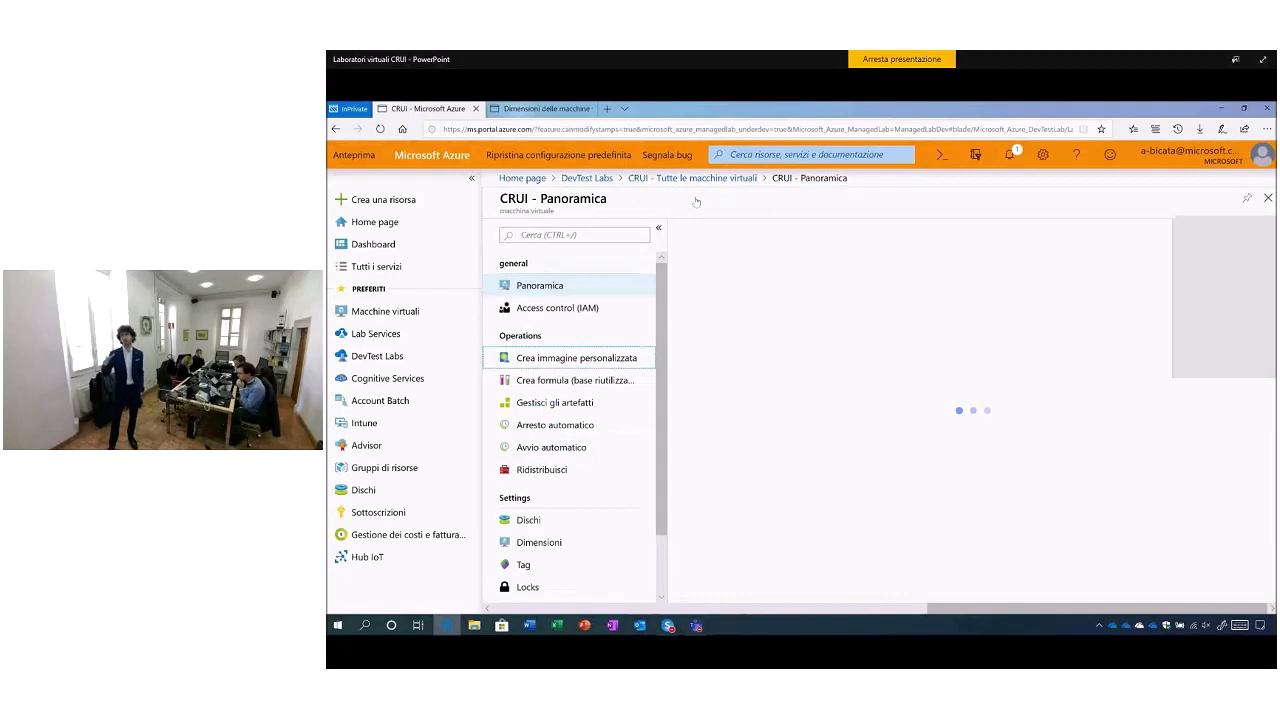 Laboratori virtuali CRUI - PowerPoint
Arresta presentazione
InPrivate
CRUI - Microsoft Azure
Dimensioni delle macchine
https://ms.portal.azure.com/?feature.canmodifystamps=true&microsoft_azure_managedlab_underdev=true&Microsoft_Azure_ManagedLab=ManagedLabDev#blade/Microsoft_Azure_DevTestLab/La
Anteprima
Microsoft Azure
Ripristina configurazione predefinita
Segnala bug
Cerca risorse, servizi e documentazione
1
a-bicata@microsoft.c...
MICROSOFT
Home page > DevTest Labs > CRUI - Tutte le macchine virtuali > CRUI - Panoramica
CRUI - Panoramica
macchina virtuale
Crea una risorsa
Home page
Dashboard
Tutti i servizi
PREFERITI
Macchine virtuali
Lab Services
DevTest Labs
Cognitive Services
Account Batch
Intune
Advisor
Gruppi di risorse
Dischi
Sottoscrizioni
Gestione dei costi e fattura...
Hub IoT
Cerca (CTRL+/)
general
Panoramica
Access control (IAM)
Operations
Crea immagine personalizzata
Crea formula (base riutilizza...
Gestisci gli artefatti
Arresto automatico
Avvio automatico
Ridistribuisci
Settings
Dischi
Dimensioni
Tag
Locks